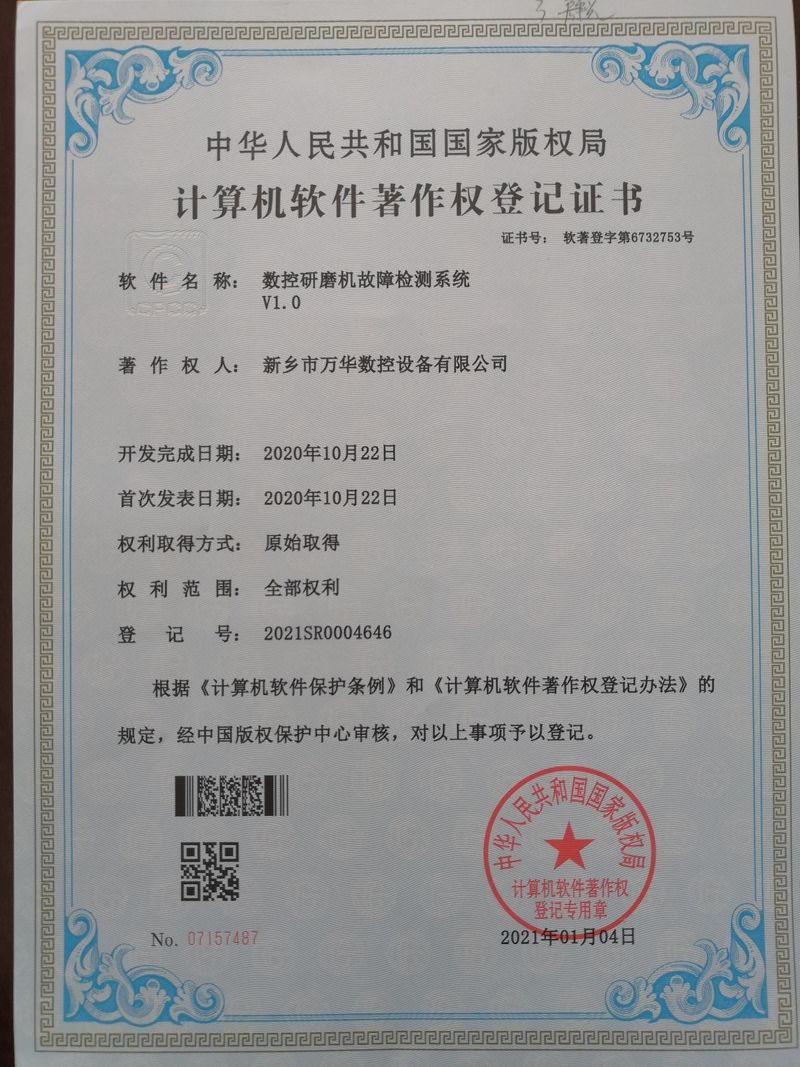 中华人民共和国国家版权局
计算机软件著作权登记证书
证书号： 软著登字第6732753号
软件名称： 数控研磨机故障检测系统
V1.0
著作权人： 新乡市万华数控设备有限公司
开发完成日期： 2020年10月22日
首次发表日期： 2020年10月22日
权利取得方式： 原始取得
权利范围： 全部权利
登记号： 2021SR0004646
根据《计算机软件保护条例》和《计算机软件著作权登记办法》的
规定，经中国版权保护中心审核，对以上事项予以登记。
中华人民共和国国家版权局
计算机软件著作权
登记专用章
No. 07157487
2021年01月04日